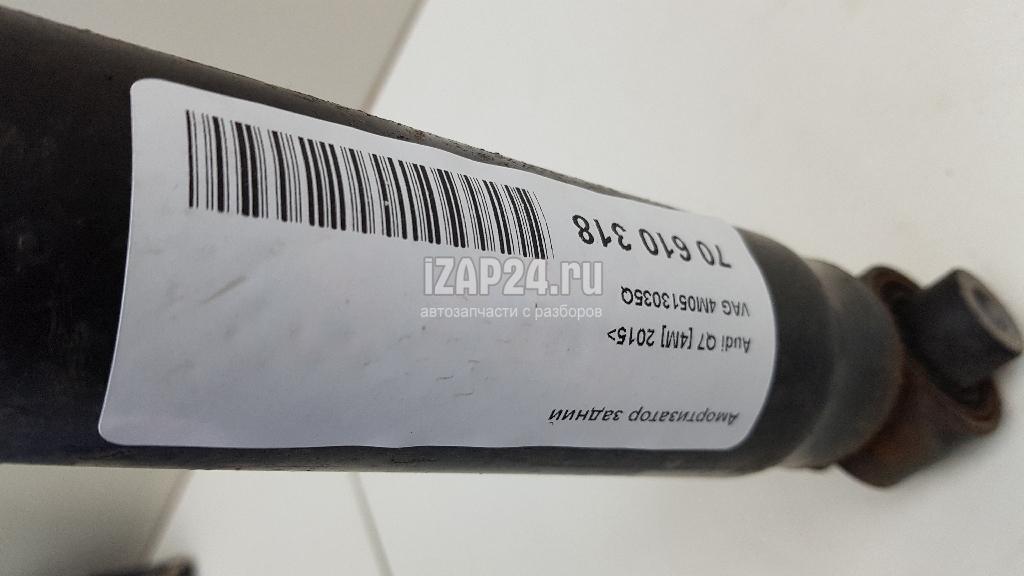 Амортизатор задний
Audi Q7 [4M] 2015>
VAG 4M0513035Q
70 610 318
iZAP24.ru
автозапчасти с разборов